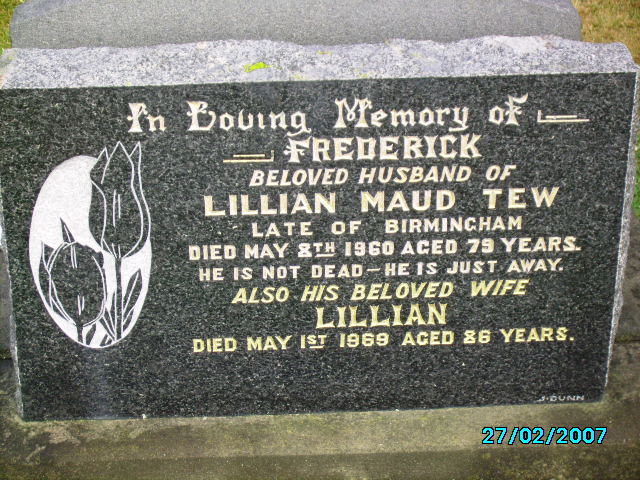 In Loving Memory of
FREDERICK
BELOVED HUSBAND OF
LILLIAN MAUD TEW
LATE OF BIRMINGHAM
DIED MAY 8TH 1960 AGED 79 YEARS.
HE IS NOT DEAD — HE IS JUST AWAY.
ALSO HIS BELOVED WIFE
LILLIAN
DIED MAY 1ST 1969 AGED 86 YEARS.
J. DUNN
27/02/2007